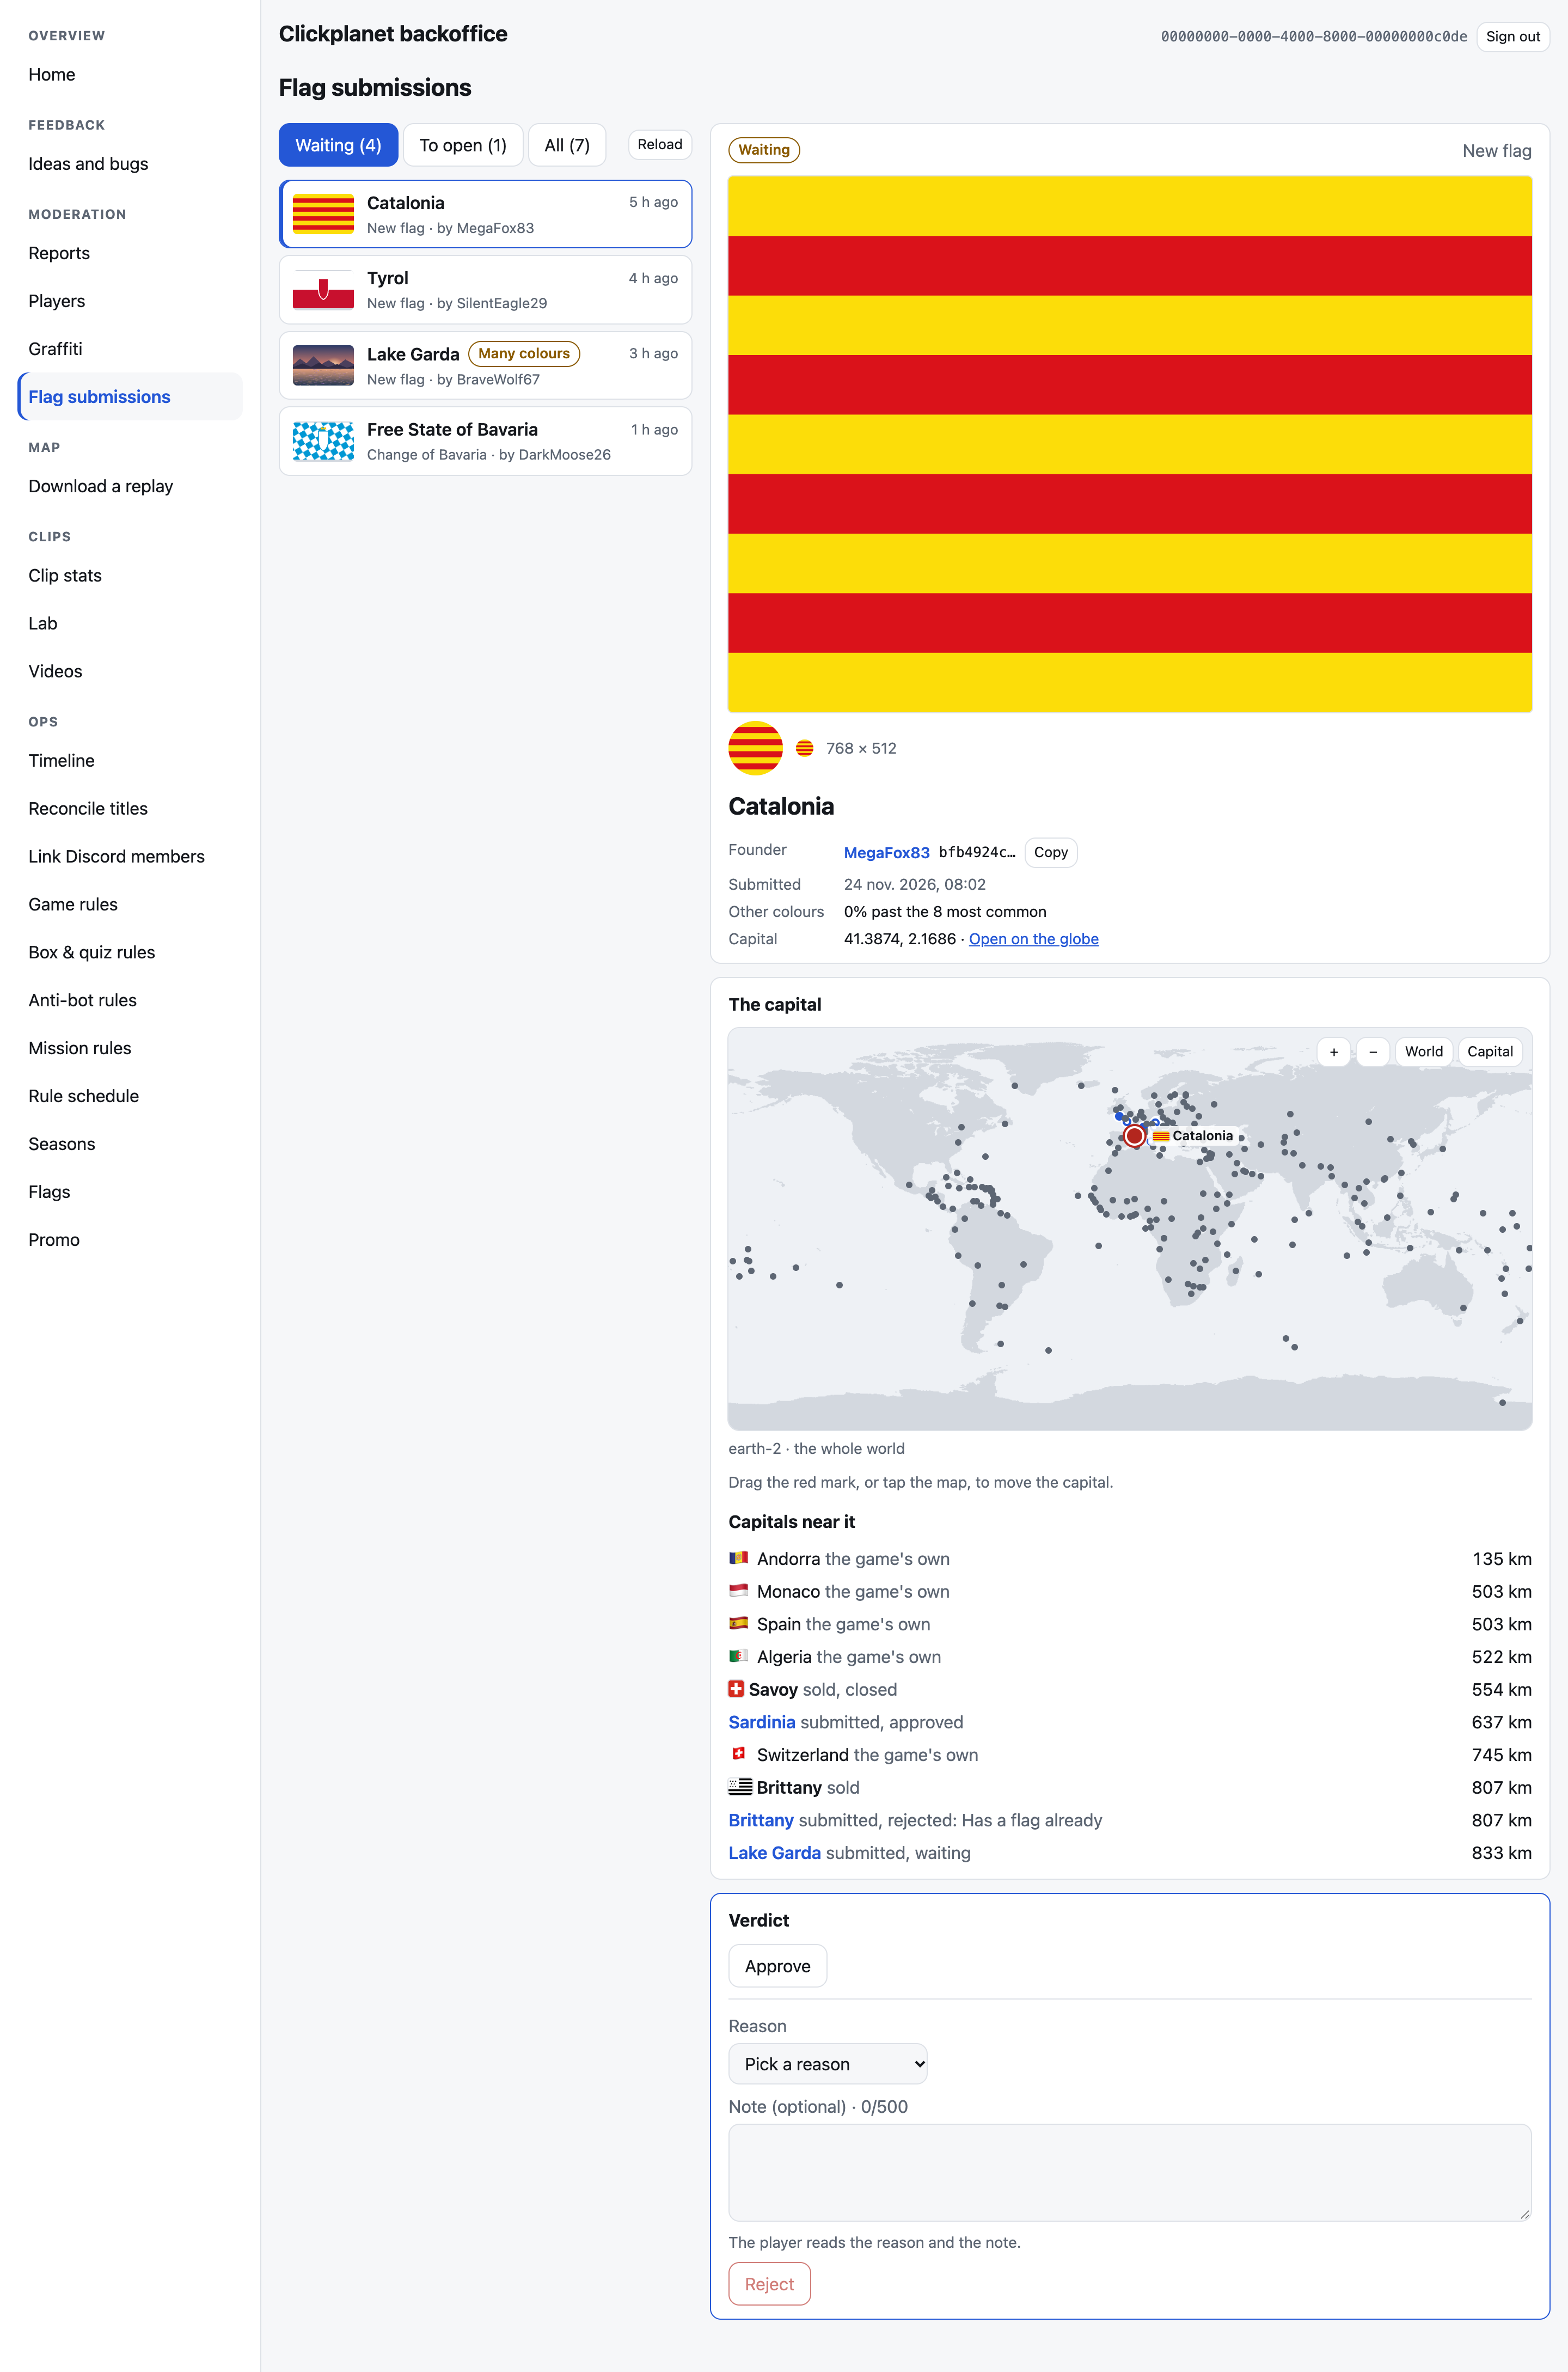 OVERVIEW
Home
FEEDBACK
Ideas and bugs
MODERATION
Reports
Players
Graffiti
Flag submissions
MAP
Download a replay
CLIPS
Clip stats
Lab
Videos
OPS
Timeline
Reconcile titles
Link Discord members
Game rules
Box & quiz rules
Anti-bot rules
Mission rules
Rule schedule
Seasons
Flags
Promo
Clickplanet backoffice
00000000-0000-4000-8000-00000000c0de Sign out
Flag submissions
Waiting (4) To open (1) All (7) Reload
Catalonia 5 h ago
New flag · by MegaFox83
Tyrol 4 h ago
New flag · by SilentEagle29
Lake Garda Many colours 3 h ago
New flag · by BraveWolf67
Free State of Bavaria 1 h ago
Change of Bavaria · by DarkMoose26
Waiting New flag
768 × 512
Catalonia
Founder MegaFox83 bfb4924c… Copy
Submitted 24 nov. 2026, 08:02
Other colours 0% past the 8 most common
Capital 41.3874, 2.1686 · Open on the globe
The capital
+ − World Capital
Catalonia
earth-2 · the whole world
Drag the red mark, or tap the map, to move the capital.
Capitals near it
Andorra the game's own 135 km
Monaco the game's own 503 km
Spain the game's own 503 km
Algeria the game's own 522 km
Savoy sold, closed 554 km
Sardinia submitted, approved 637 km
Switzerland the game's own 745 km
Brittany sold 807 km
Brittany submitted, rejected: Has a flag already 807 km
Lake Garda submitted, waiting 833 km
Verdict
Approve
Reason
Pick a reason
Note (optional) · 0/500
The player reads the reason and the note.
Reject